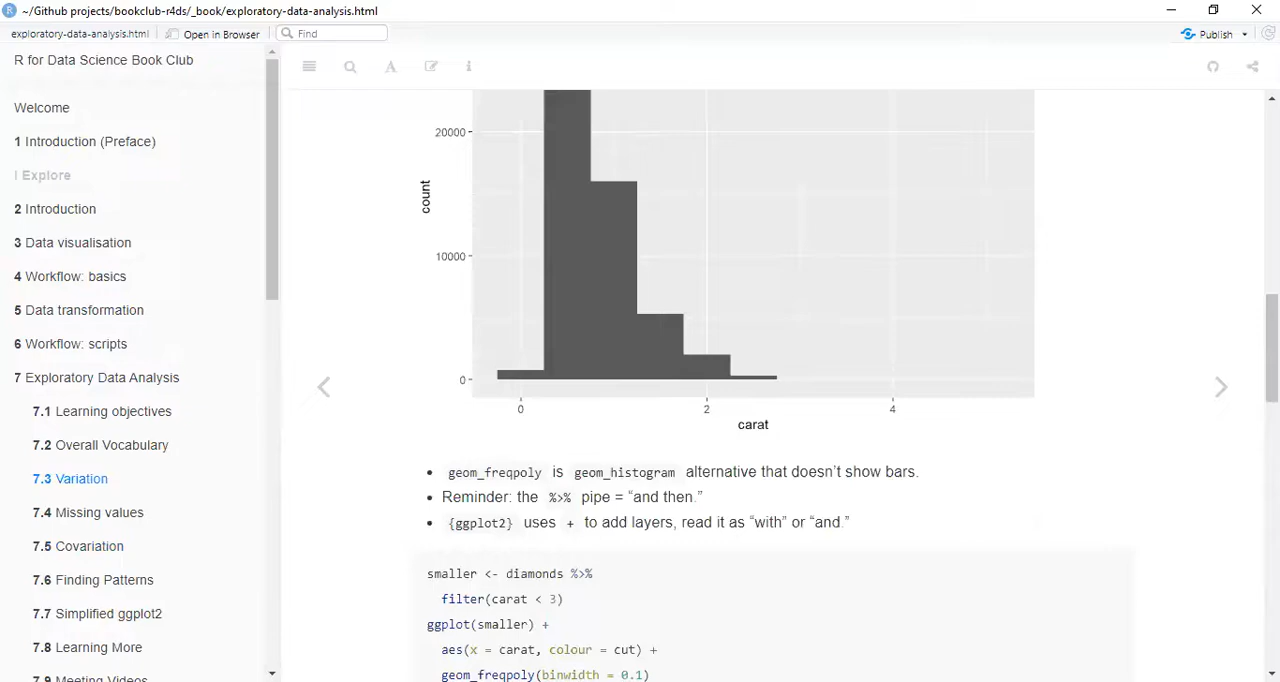 ~/Github projects/bookclub-r4ds/_book/exploratory-data-analysis.html
exploratory-data-analysis.html Open in Browser Find Publish
R for Data Science Book Club
Welcome
1 Introduction (Preface)
I Explore
2 Introduction
3 Data visualisation
4 Workflow: basics
5 Data transformation
6 Workflow: scripts
7 Exploratory Data Analysis
7.1 Learning objectives
7.2 Overall Vocabulary
7.3 Variation
7.4 Missing values
7.5 Covariation
7.6 Finding Patterns
7.7 Simplified ggplot2
7.8 Learning More
7.9 Meeting Videos
20000
count
10000
0
0 2 4
carat
• geom_freqpoly is geom_histogram alternative that doesn’t show bars.
• Reminder: the %>% pipe = “and then.”
• {ggplot2} uses + to add layers, read it as “with” or “and.”
smaller <- diamonds %>%
filter(carat < 3)
ggplot(smaller) +
aes(x = carat, colour = cut) +
geom_freqpoly(binwidth = 0.1)